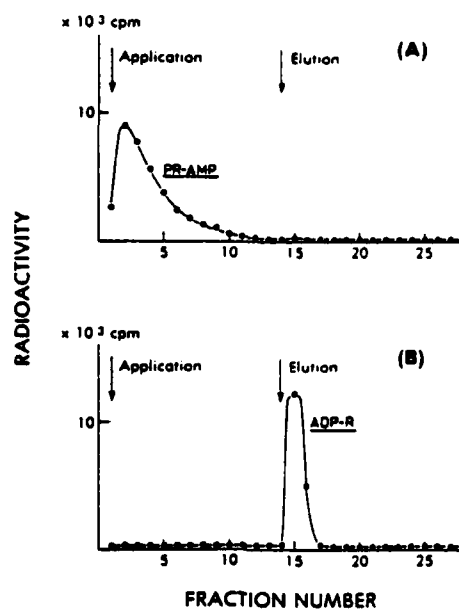 × 10³ cpm
(A)
Application
Elution
10
PR-AMP
5 10 15 20 25
RADIOACTIVITY
× 10³ cpm
(B)
Application
Elution
10
ADP-R
5 10 15 20 25
FRACTION NUMBER